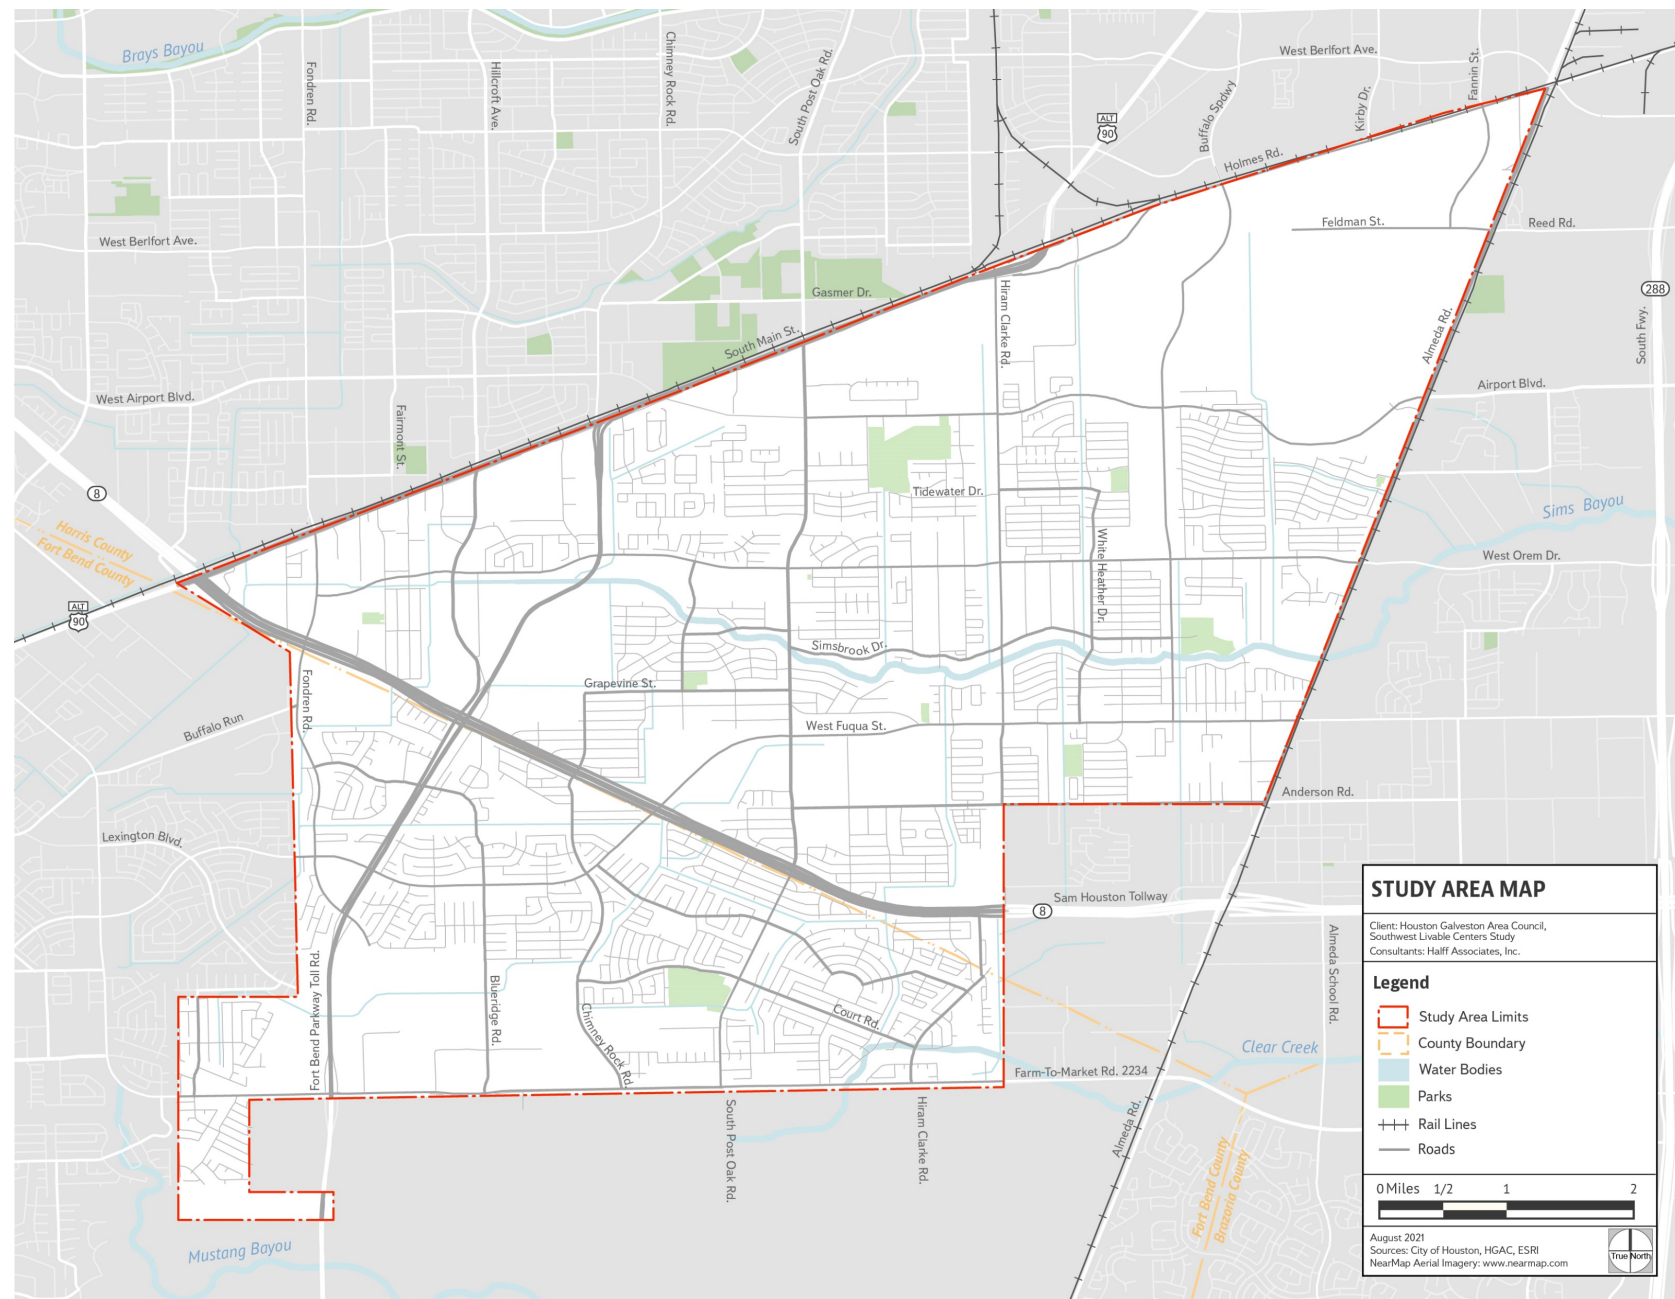 Brays Bayou
Fondren Rd.
Hillcroft Ave.
Chimney Rock Rd.
South Post Oak Rd.
ALT
90
Buffalo Spdwy
West Berlfort Ave.
Kirby Dr.
Fannin St.
Holmes Rd.
Feldman St.
Reed Rd.
West Berlfort Ave.
Gasmer Dr.
South Main St.
Hiram Clarke Rd.
Almeda Rd.
288
South Fwy.
West Airport Blvd.
Fairmont St.
Airport Blvd.
8
Harris County
Fort Bend County
Tidewater Dr.
White Heather Dr.
Sims Bayou
West Orem Dr.
ALT
90
Simsbrook Dr.
Grapevine St.
Fondren Rd.
Buffalo Run
West Fuqua St.
Anderson Rd.
Lexington Blvd.
Sam Houston Tollway
8
Almeda School Rd.
Fort Bend Parkway Toll Rd.
Blueridge Rd.
Chimney Rock Rd.
Court Rd.
Clear Creek
Farm-To-Market Rd. 2234
South Post Oak Rd.
Hiram Clarke Rd.
Almeda Rd.
Fort Bend County
Brazoria County
Mustang Bayou
STUDY AREA MAP
Client: Houston Galveston Area Council,
Southwest Livable Centers Study
Consultants: Halff Associates, Inc.
Legend
Study Area Limits
County Boundary
Water Bodies
Parks
Rail Lines
Roads
0 Miles 1/2 1 2
August 2021
Sources: City of Houston, HGAC, ESRI
NearMap Aerial Imagery: www.nearmap.com
True North